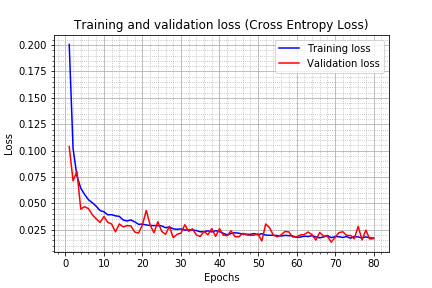 Training and validation loss (Cross Entropy Loss)
Training loss
Validation loss
Loss
0.200
0.175
0.150
0.125
0.100
0.075
0.050
0.025
0 10 20 30 40 50 60 70 80
Epochs